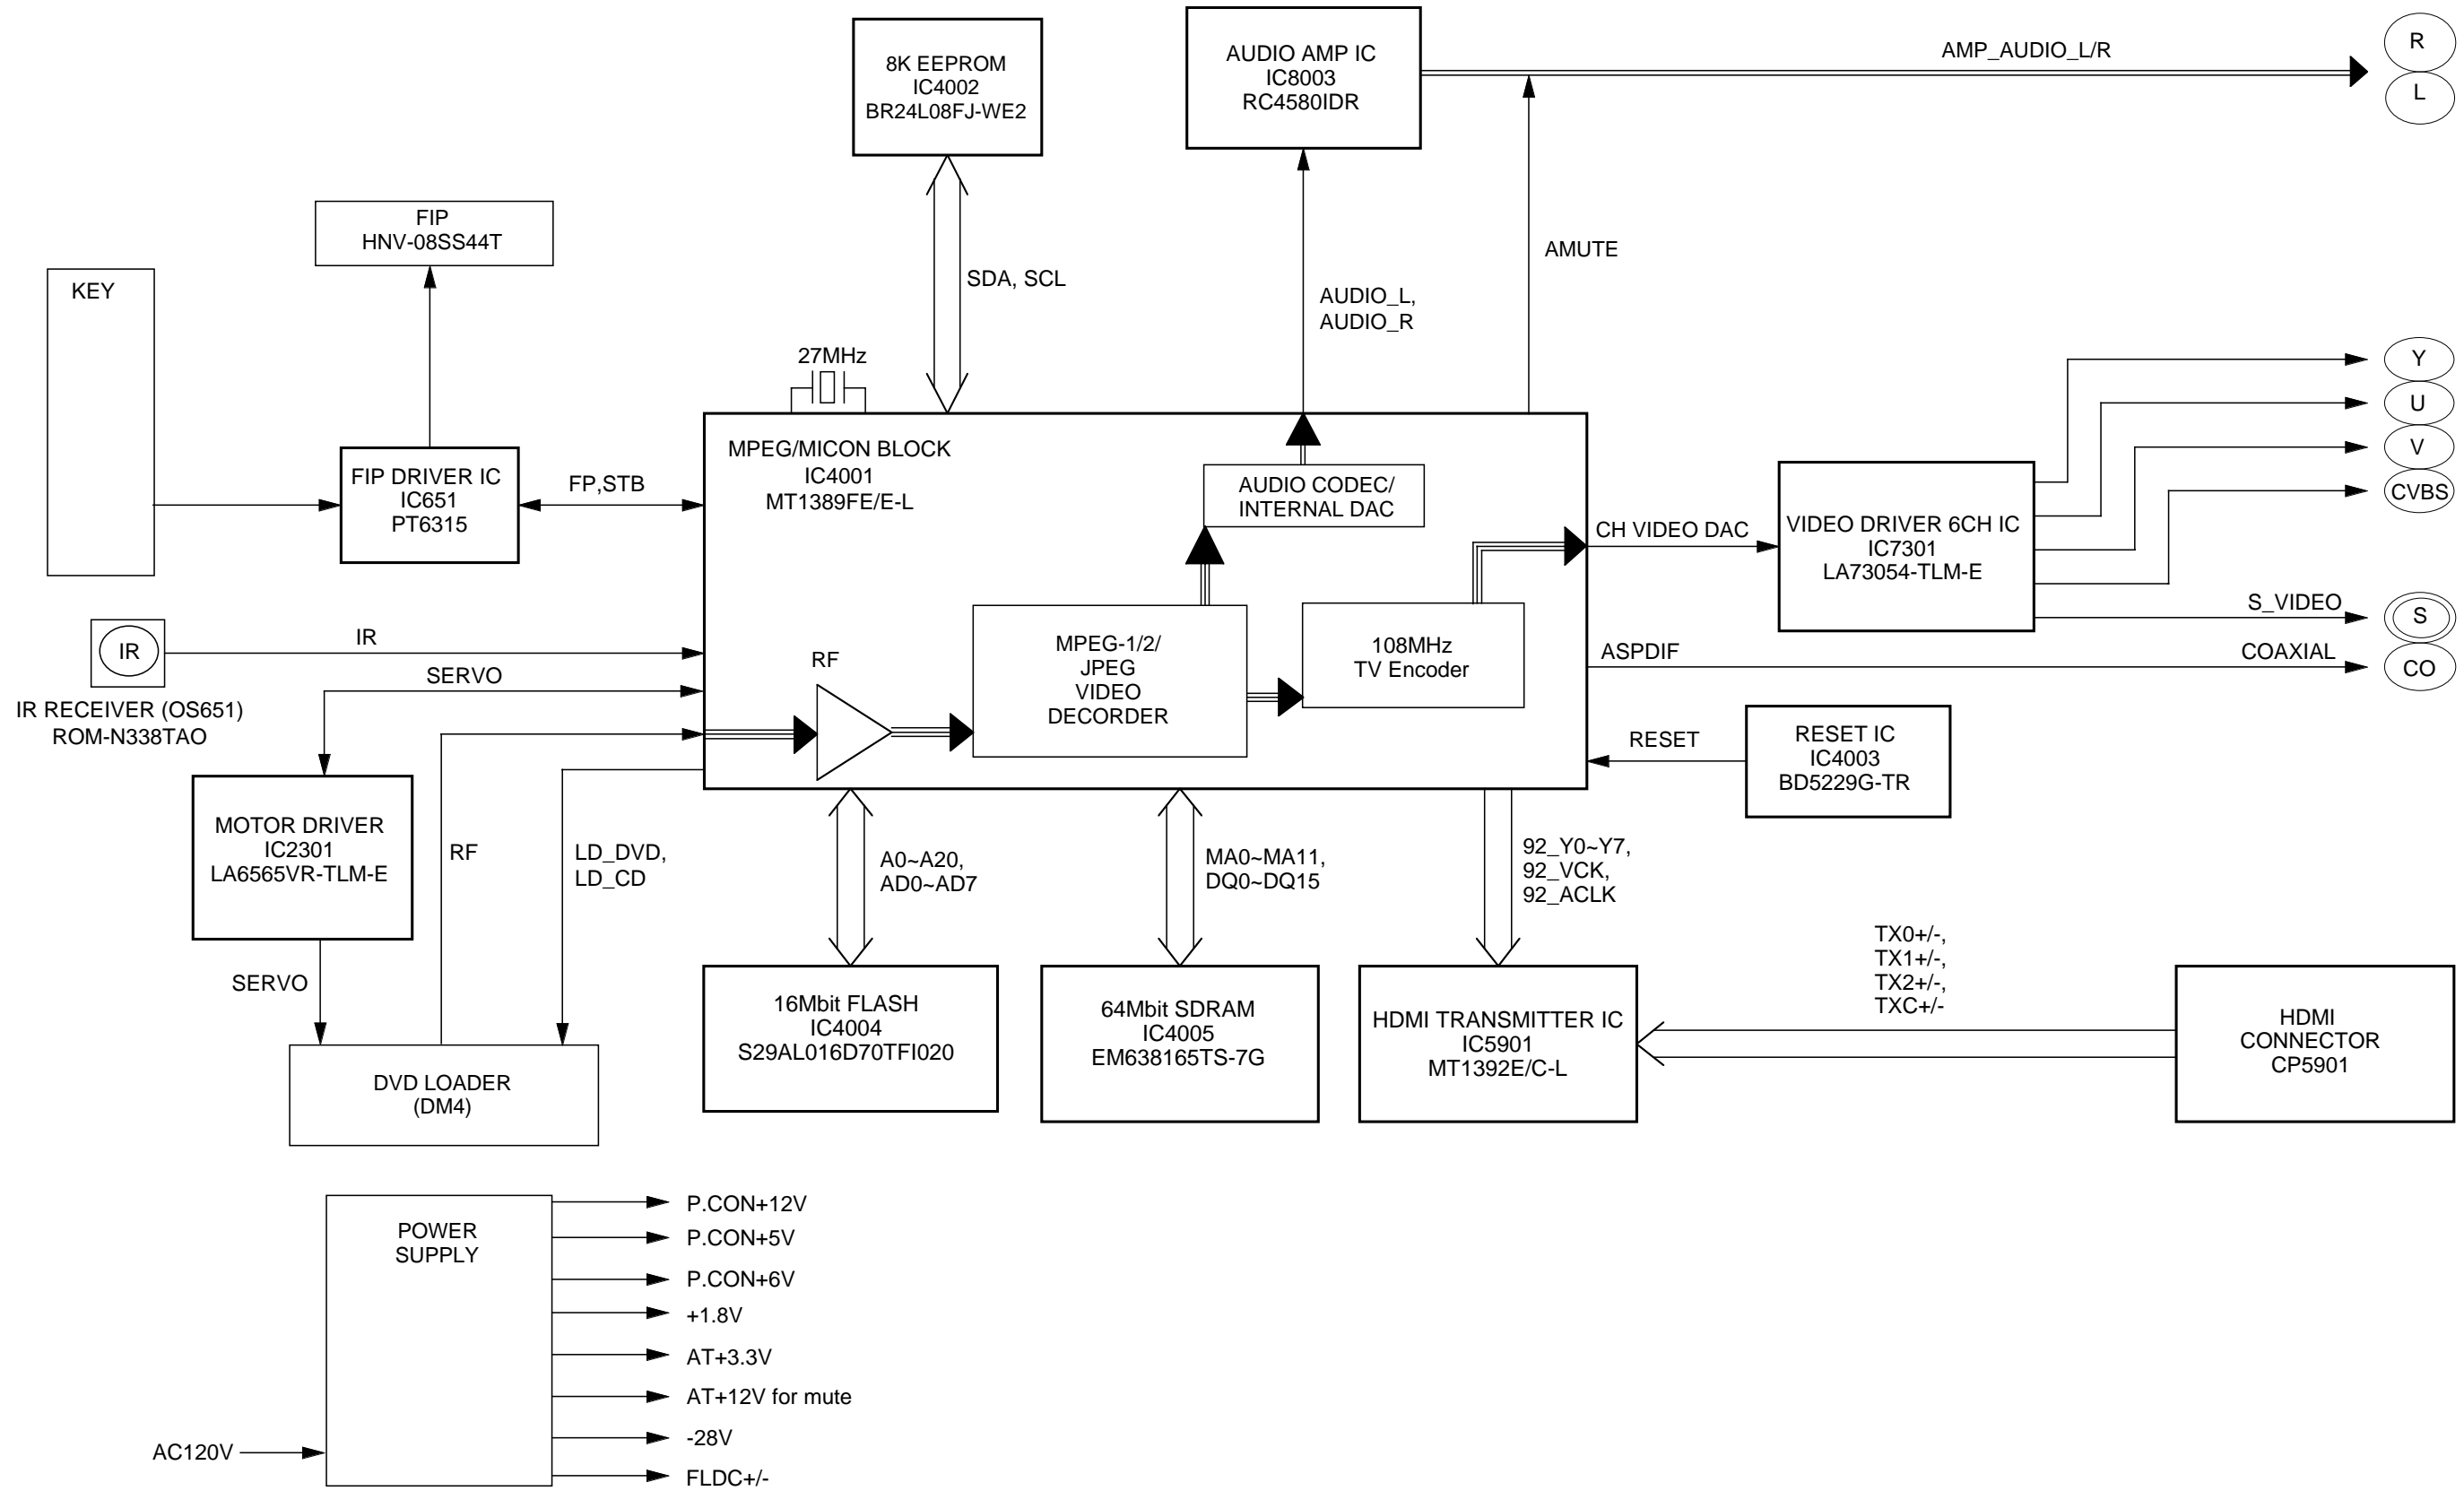 8K EEPROM
IC4002
BR24L08FJ-WE2
AUDIO AMP IC
IC8003
RC4580IDR
AMP_AUDIO_L/R
R
L
FIP
HNV-08SS44T
KEY
SDA, SCL
AMUTE
AUDIO_L,
AUDIO_R
27MHz
Y
U
V
CVBS
FIP DRIVER IC
IC651
PT6315
FP,STB
MPEG/MICON BLOCK
IC4001
MT1389FE/E-L
AUDIO CODEC/
INTERNAL DAC
CH VIDEO DAC
VIDEO DRIVER 6CH IC
IC7301
LA73054-TLM-E
S_VIDEO
S
IR
IR
IR RECEIVER (OS651)
ROM-N338TAO
SERVO
RF
MPEG-1/2/
JPEG
VIDEO
DECORDER
108MHz
TV Encoder
ASPDIF
COAXIAL
CO
RESET
RESET IC
IC4003
BD5229G-TR
MOTOR DRIVER
IC2301
LA6565VR-TLM-E
RF
LD_DVD,
LD_CD
A0~A20,
AD0~AD7
MA0~MA11,
DQ0~DQ15
92_Y0~Y7,
92_VCK,
92_ACLK
SERVO
DVD LOADER
(DM4)
16Mbit FLASH
IC4004
S29AL016D70TFI020
64Mbit SDRAM
IC4005
EM638165TS-7G
HDMI TRANSMITTER IC
IC5901
MT1392E/C-L
TX0+/-,
TX1+/-,
TX2+/-,
TXC+/-
HDMI
CONNECTOR
CP5901
POWER
SUPPLY
AC120V
P.CON+12V
P.CON+5V
P.CON+6V
+1.8V
AT+3.3V
AT+12V for mute
-28V
FLDC+/-